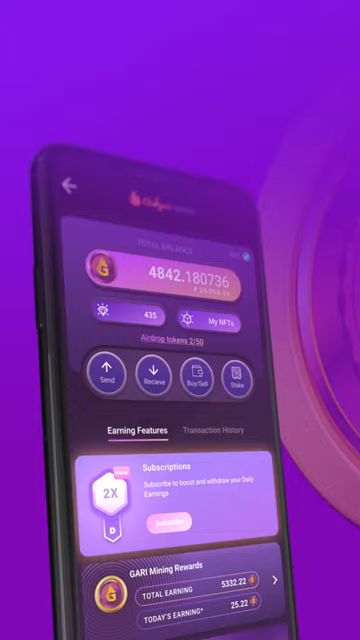 TOTAL BALANCE
4842.180736
435
My NFTs
Airdrop tokens 2/50
Send
Recieve
Buy/Sell
Stake
Earning Features
Transaction History
Subscriptions
2X
D
Subscribe to boost and withdraw your Daily
Earnings
Subscribe
GARI Mining Rewards
TOTAL EARNING
5332.22
TODAY'S EARNING*
25.22